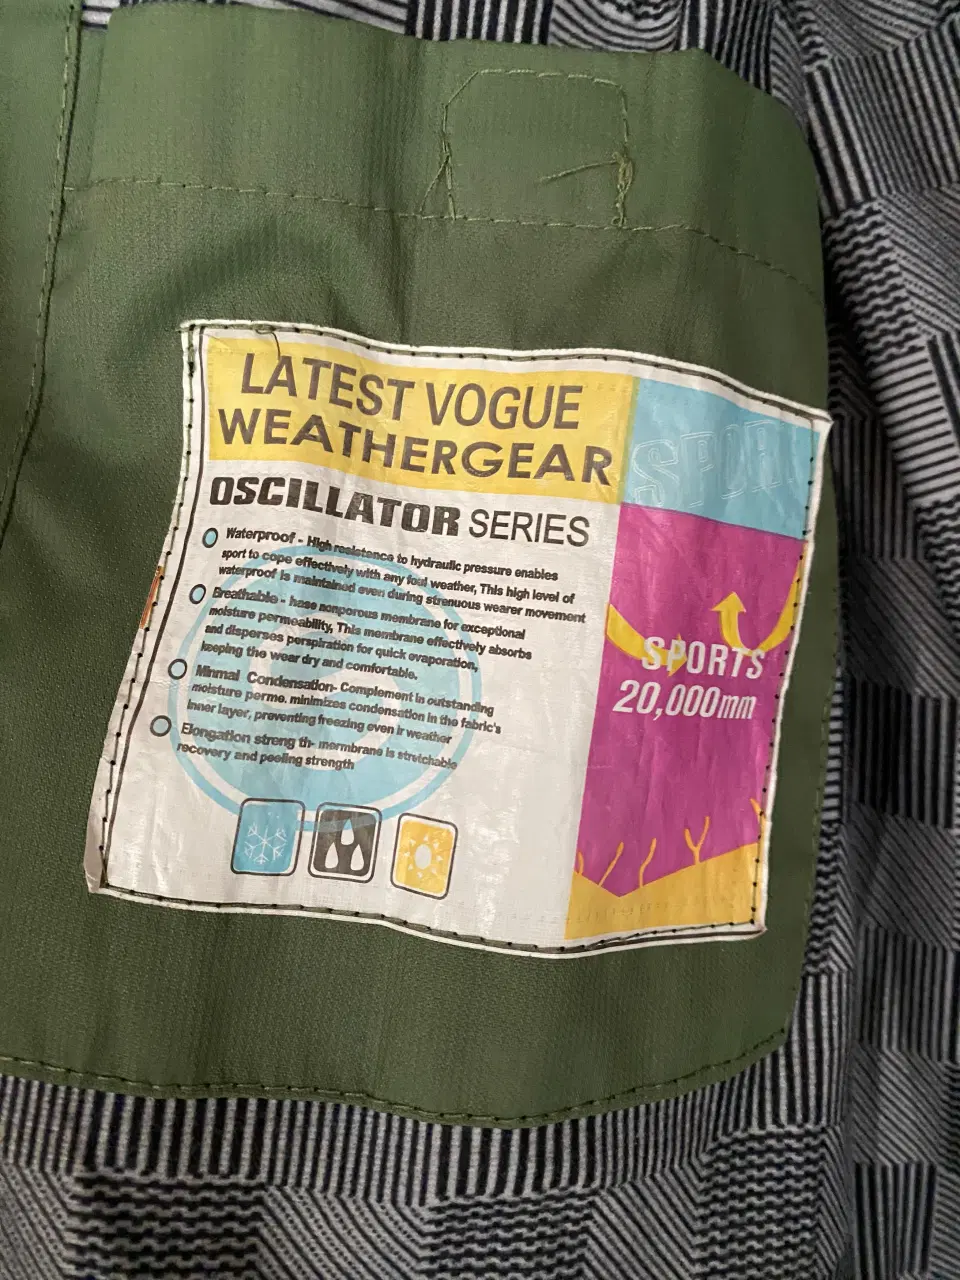 LATEST VOGUE
WEATHERGEAR
OSCILLATOR SERIES
Waterproof - High resistence to hydraulic pressure enables
sport to cope effectively with any foul weather, This high level of
waterproof is maintained even during strenuous wearer movement
Breathable - hase nonporous membrane for exceptional
moisture permeability, This membrane effectively absorbs
and disperses perspiration for quick evaporation,
keeping the wear dry and comfortable.
Minmal Condensation- Complement in outstanding
moisture perme. minimizes condensation in the fabric's
inner layer, preventing freezing even ir weather
Elongation streng th- mermbrane is stretchable
recovery and peeling strength
SPOR
SPORTS
20,000mm